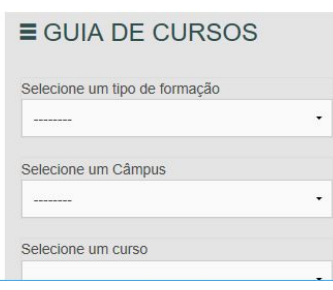 GUIA DE CURSOS
Selecione um tipo de formação
--------
Selecione um Câmpus
--------
Selecione um curso